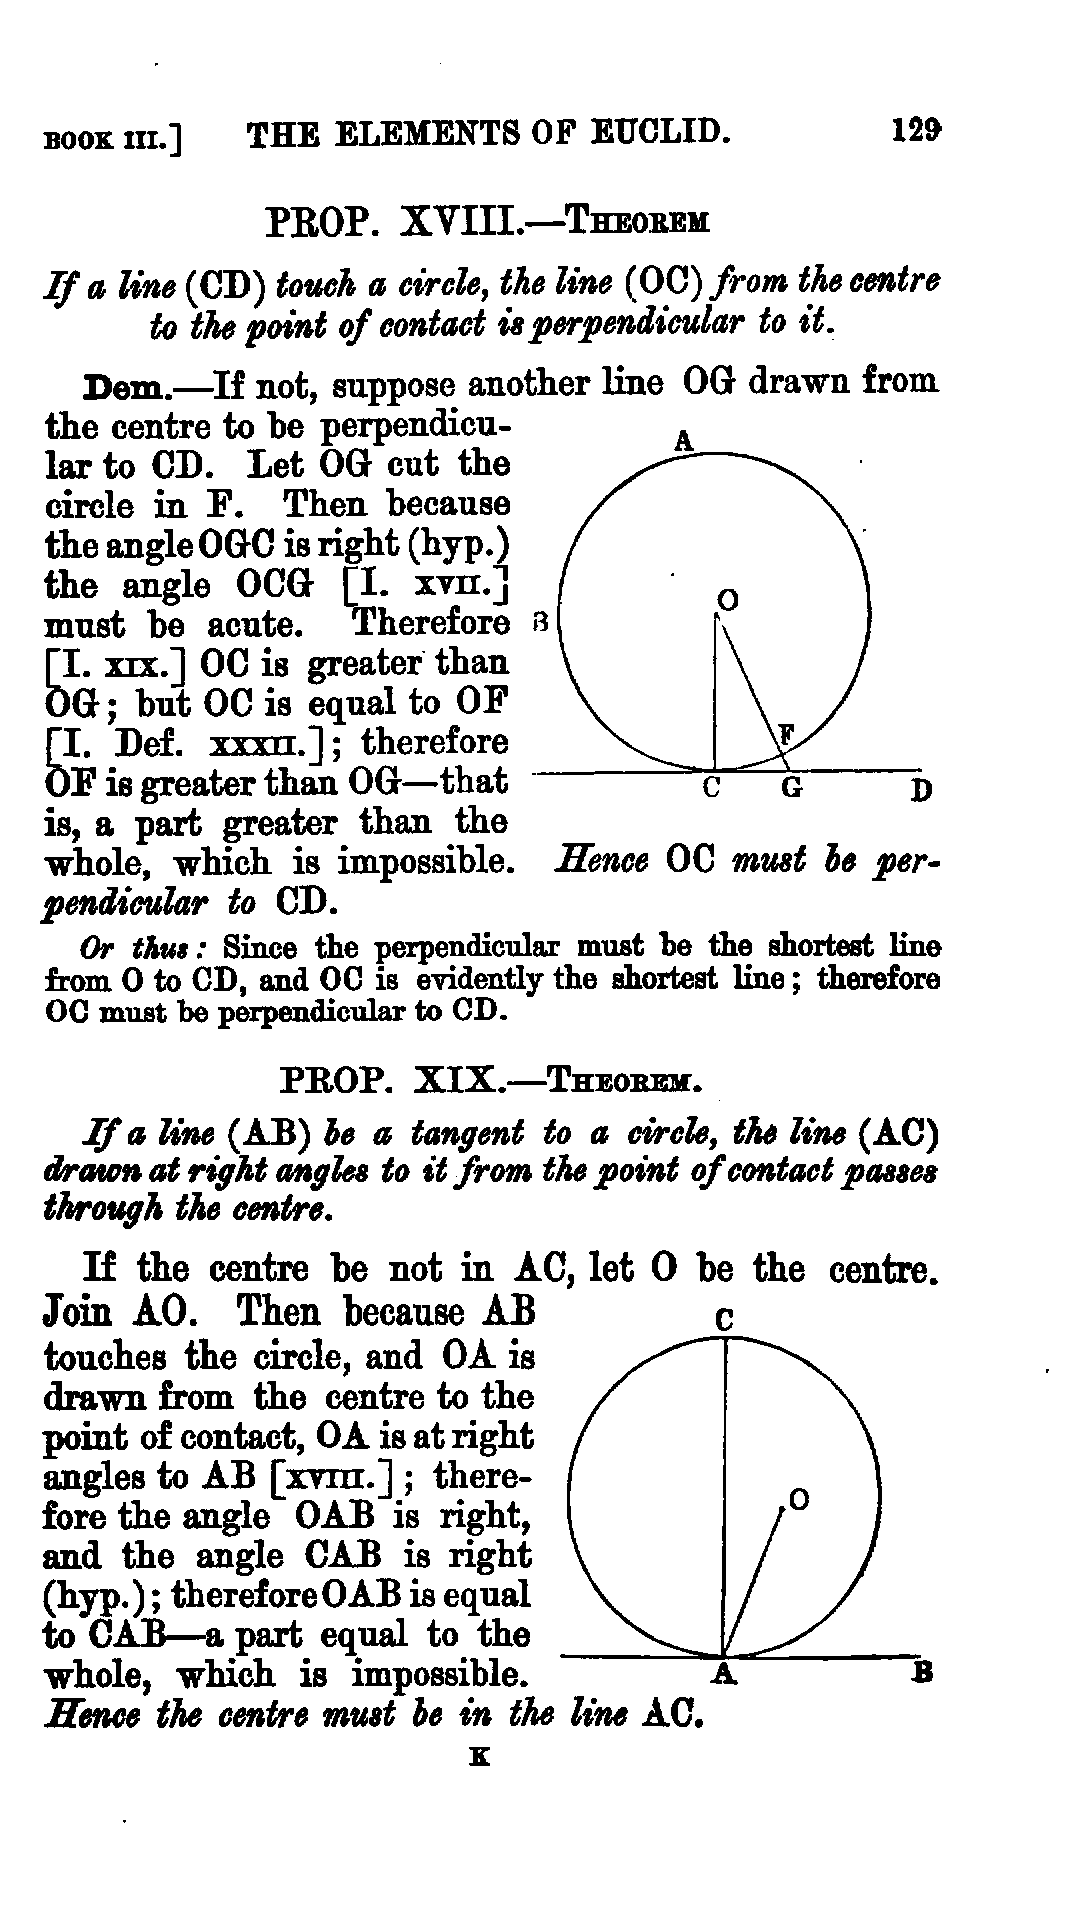 BOOK III.] THE ELEMENTS OF EUCLID. 129
PROP. XVIII.—THEOREM
If a line (CD) touch a circle, the line (OC) from the centre
to the point of contact is perpendicular to it.
Dem.—If not, suppose another line OG drawn from
the centre to be perpendicu-
lar to CD. Let OG cut the
circle in F. Then because
the angle OGC is right (hyp.)
the angle OCG [I. XVII.]
must be acute. Therefore
[I. XIX.] OC is greater than
OG; but OC is equal to OF
[I. Def. XXXII.]; therefore
OF is greater than OG—that
is, a part greater than the
whole, which is impossible. Hence OC must be per-
pendicular to CD.
A
B
O
F
C G D
Or thus: Since the perpendicular must be the shortest line
from O to CD, and OC is evidently the shortest line; therefore
OC must be perpendicular to CD.
PROP. XIX.—THEOREM.
If a line (AB) be a tangent to a circle, the line (AC)
drawn at right angles to it from the point of contact passes
through the centre.
If the centre be not in AC, let O be the centre.
Join AO. Then because AB
touches the circle, and OA is
drawn from the centre to the
point of contact, OA is at right
angles to AB [XVIII.]; there-
fore the angle OAB is right,
and the angle CAB is right
(hyp.); therefore OAB is equal
to CAB—a part equal to the
whole, which is impossible.
Hence the centre must be in the line AC.
C
O
A B
K